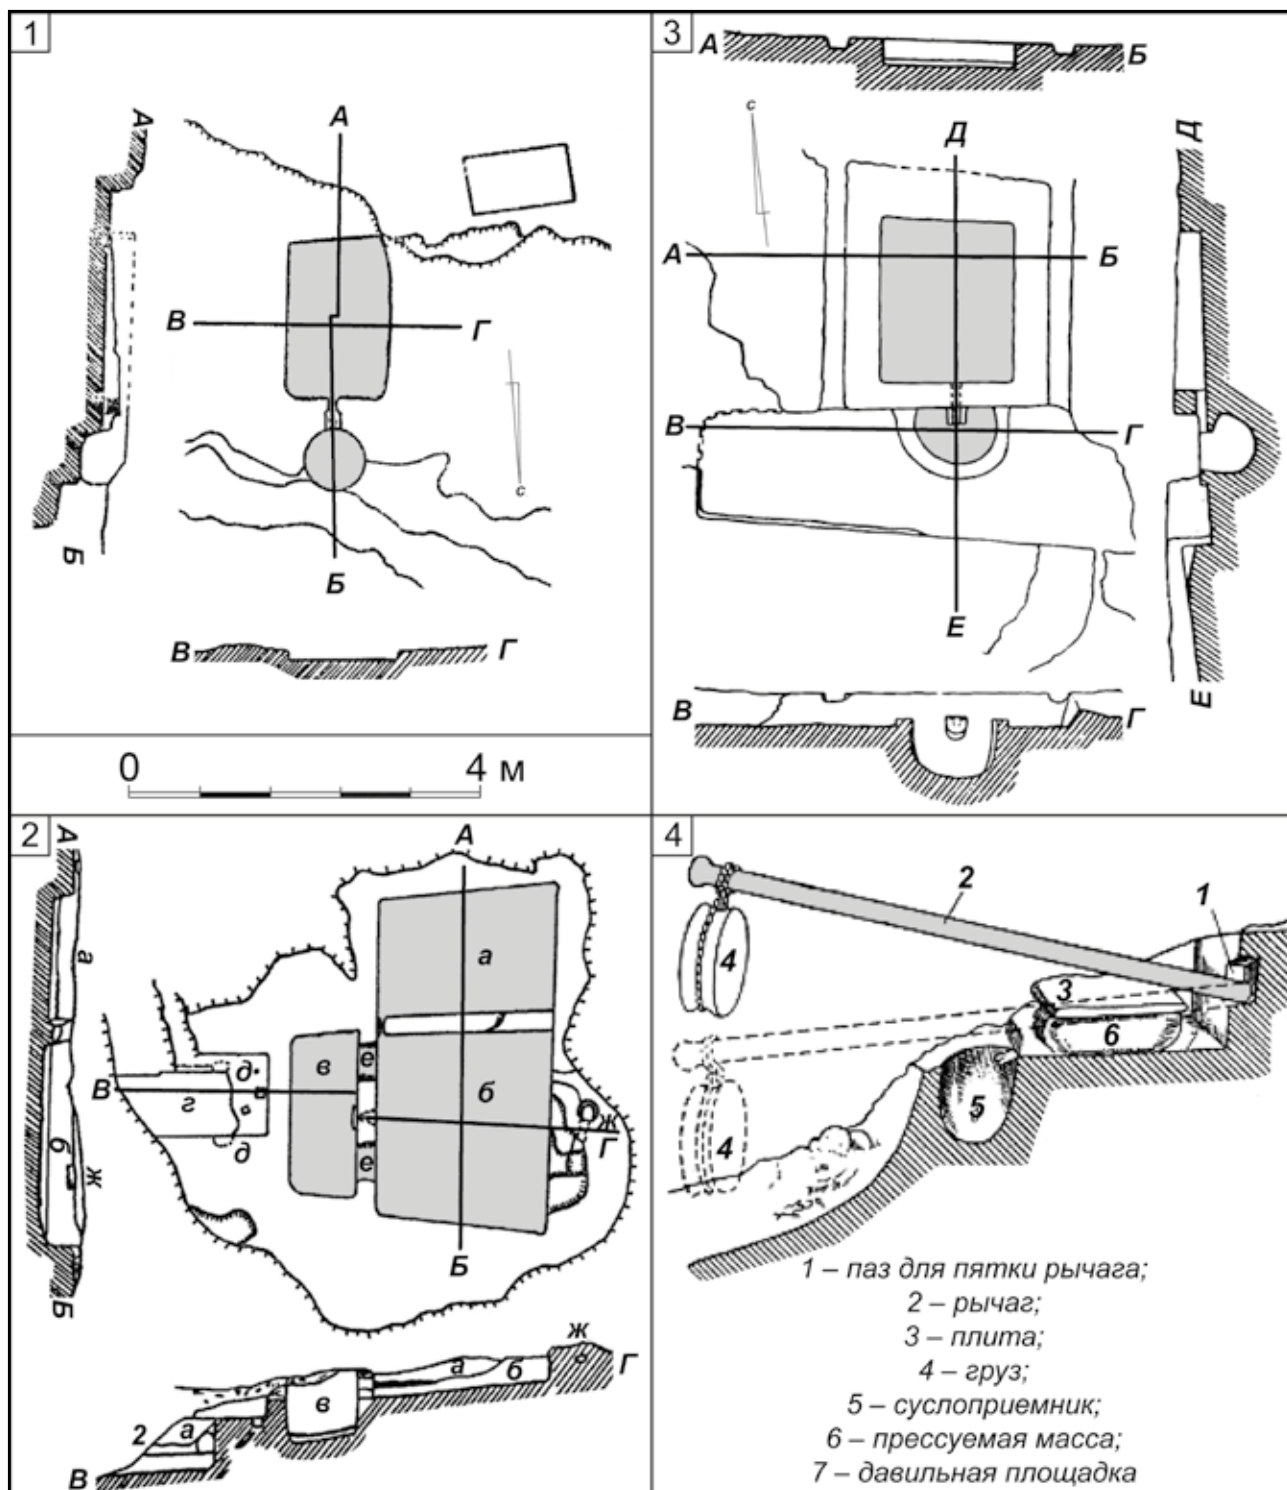 1
А
А
В
Г
с
Б
Б
В
Г
3
А
Б
с
Д
Д
А
Б
В
Г
Е
Е
В
Г
0 4 м
2
А
А
а
а
В
г
д
д
в
е
е
б
ж
Г
б
ж
Б
Б
ж
Г
а
б
в
2
а
В
4
2
1
4
3
6
5
4
1 – паз для пятки рычага;
2 – рычаг;
3 – плита;
4 – груз;
5 – суслоприемник;
6 – прессуемая масса;
7 – давильная площадка